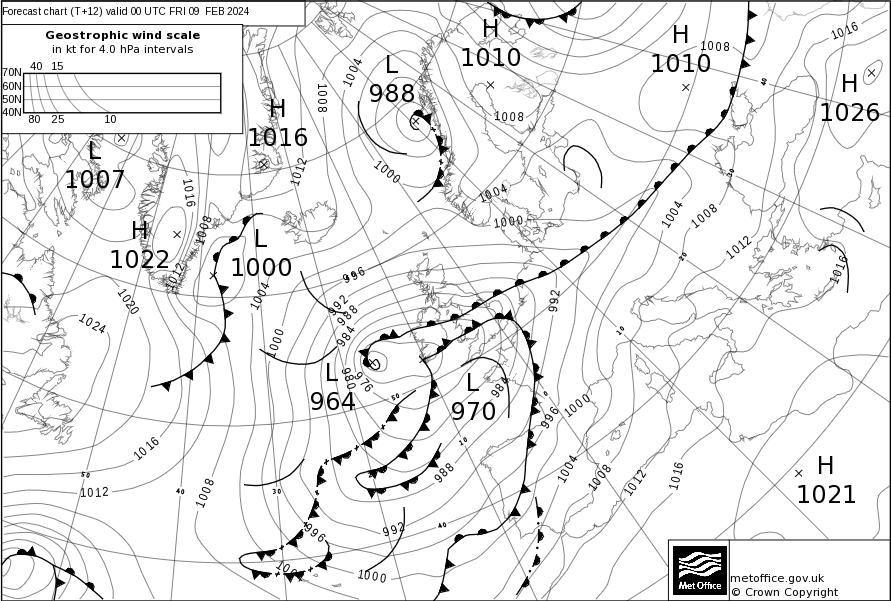 Forecast chart (T+12) valid 00 UTC FRI 09 FEB 2024
Geostrophic wind scale
in kt for 4.0 hPa intervals
40 15
70N
60N
50N
40N
80 25 10
H
1010
H
1010
1008
1016
L
988
1004
1008
H
1026
40
H
1016
1008
L
1007
1012
1000
1016
1004
1000
30
1004
1008
H
1022
1008
L
1000
1012
1012
20
1016
996
1020
1004
992
988
984
992
1024
1000
10
L
964
980
976
L
970
984
50
0
1000
996
10
1016
988
1004
1008
1012
1016
H
1021
50
1012
40
1008
30
40
992
996
1000
1000
Met Office
metoffice.gov.uk
© Crown Copyright